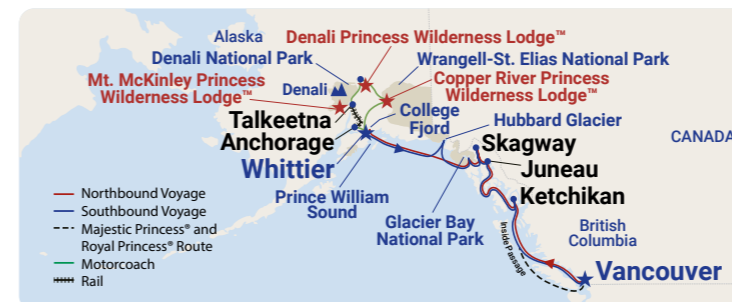 Alaska
Denali Princess Wilderness Lodge™
Denali National Park
Wrangell-St. Elias National Park
Mt. McKinley Princess
Wilderness Lodge™
Denali
Copper River Princess
Wilderness Lodge™
Talkeetna
College
Fjord
Hubbard Glacier
Anchorage
Skagway
CANADA
Whittier
Juneau
Ketchikan
Prince William
Sound
Glacier Bay
National Park
British
Columbia
Inside Passage
Vancouver
Northbound Voyage
Southbound Voyage
Majestic Princess® and
Royal Princess® Route
Motorcoach
Rail